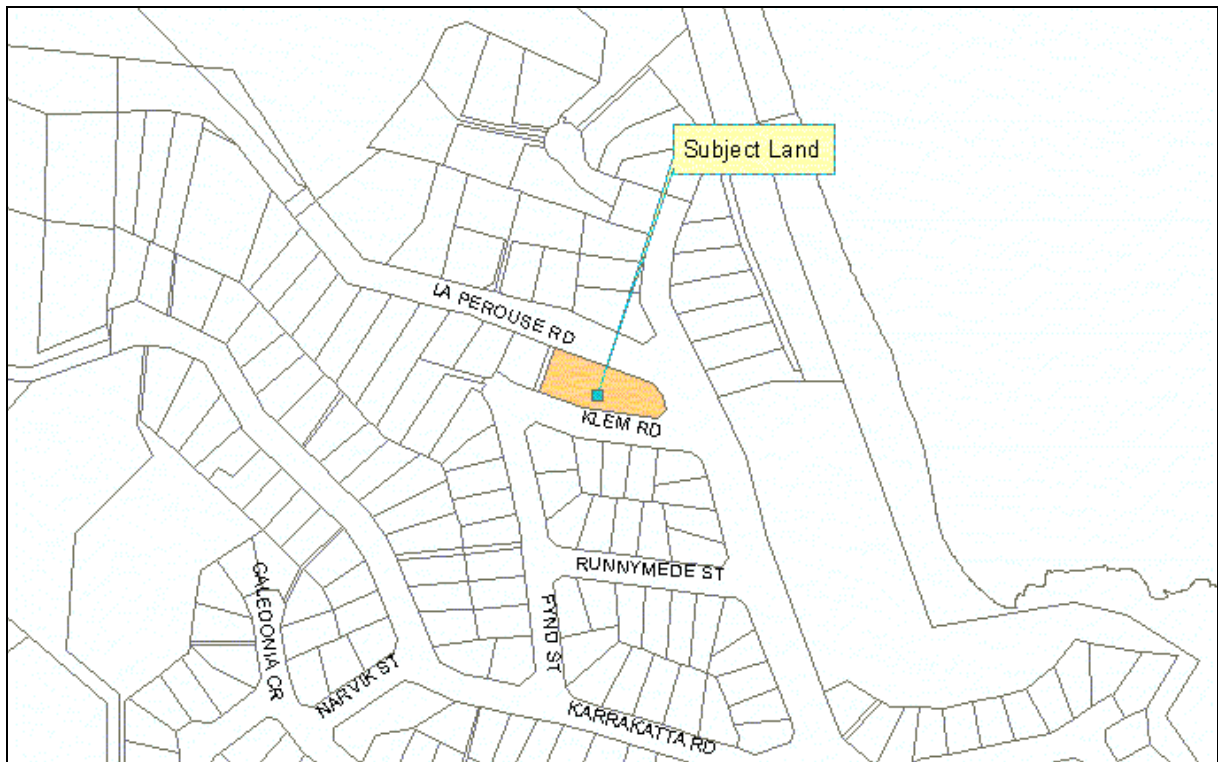 Subject Land
LA PEROUSE RD
KLEM RD
RUNNYMEDE ST
FYND ST
CALEDONIA CR
NARVIK ST
KARRAKATTA RD